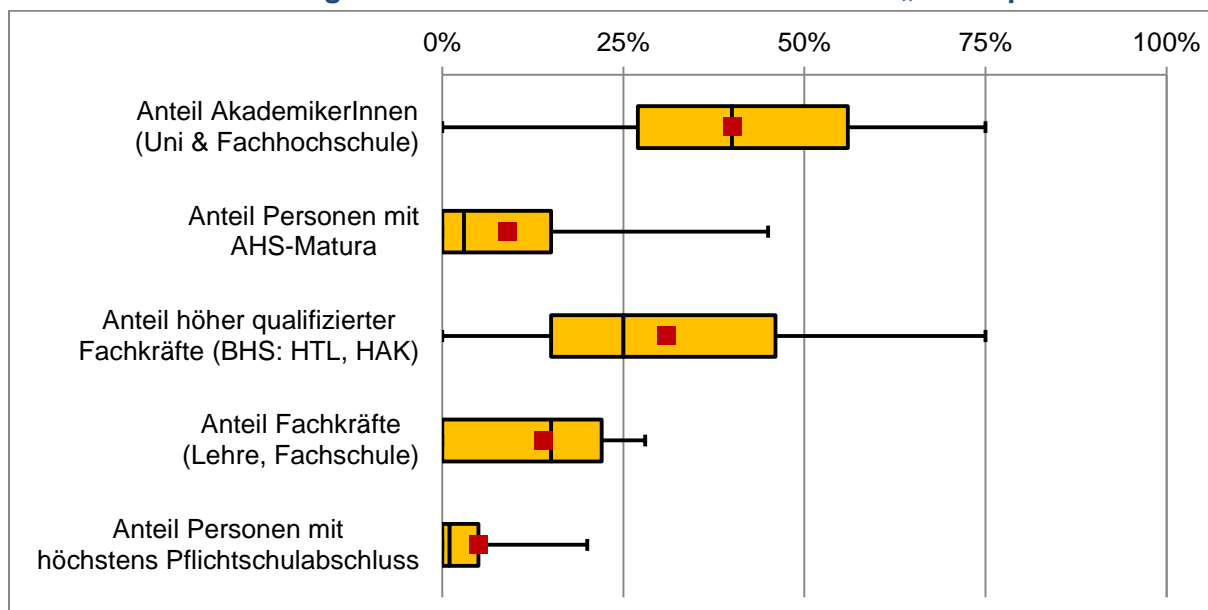 0% 25% 50% 75% 100%
Anteil AkademikerInnen
(Uni & Fachhochschule)
Anteil Personen mit
AHS-Matura
Anteil höher qualifizierter
Fachkräfte (BHS: HTL, HAK)
Anteil Fachkräfte
(Lehre, Fachschule)
Anteil Personen mit
höchstens Pflichtschulabschluss